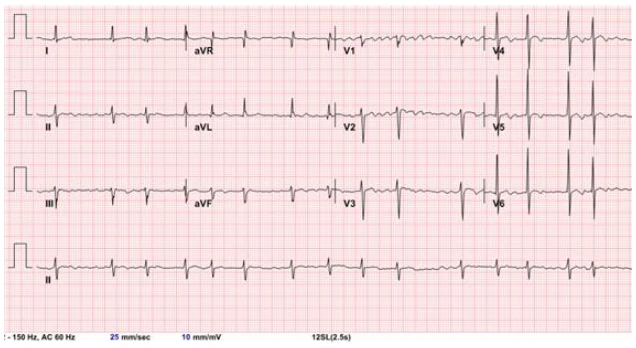 I aVR V1 V4
II aVL V2 V5
III aVF V3 V6
II
- 150 Hz, AC 60 Hz 25 mm/sec 10 mm/mV 12SL(2.5s)